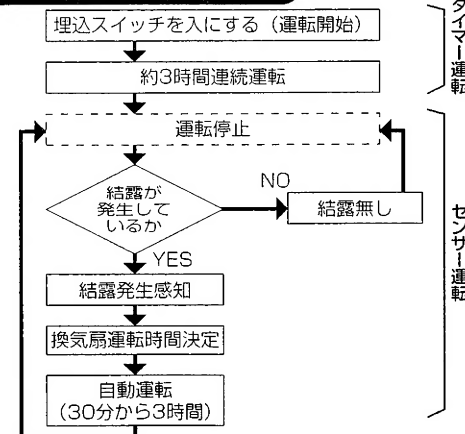 埋込スイッチを入にする（運転開始）
約3時間連続運転
タイマー運転
運転停止
結露が
発生して
いるか
NO
結露無し
YES
センサー運転
結露発生感知
換気扇運転時間決定
自動運転
（30分から3時間）